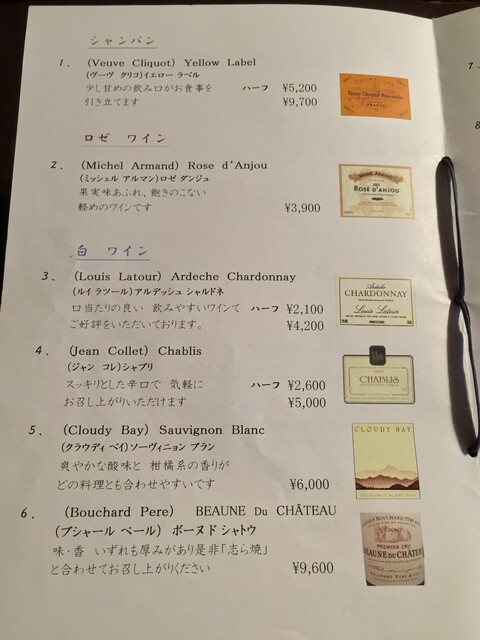 シャンパン
1. (Veuve Cliquot) Yellow Label
(ヴーヴ クリコ)イエロー ラベル
少し甘めの飲み口がお食事を ハーフ ¥5,200
引き立てます ¥9,700
ロゼ ワイン
2. (Michel Armand) Rose d'Anjou
(ミッシェル アルマン)ロゼ ダンジュ
果実味あふれ、飽きのこない
軽めのワインです ¥3,900
ROSÉ D'ANJOU
白 ワイン
3. (Louis Latour) Ardeche Chardonnay
(ルイ ラツール)アルデッシュ シャルドネ
口当たりの良い 飲みやすいワインで ハーフ ¥2,100
ご好評をいただいております。 ¥4,200
Ardèche
CHARDONNAY
Louis Latour
4. (Jean Collet) Chablis
(ジャン コレ)シャブリ
スッキリとした辛口で 気軽に ハーフ ¥2,600
お召し上がりいただけます ¥5,000
CHABLIS
5. (Cloudy Bay) Sauvignon Blanc
(クラウディ ベイ)ソーヴィニョン ブラン
爽やかな酸味と 柑橘系の香りが
どの料理とも合わせやすいです ¥6,000
CLOUDY BAY
6. (Bouchard Pere) BEAUNE DU CHÂTEAU
(ブシャール ペール) ボーヌド シャトウ
味・香 いずれも厚みがあり是非「志ら焼」
と合わせてお召し上がりください ¥9,600
PREMIER CRU
BEAUNE DU CHÂTEAU
7
8